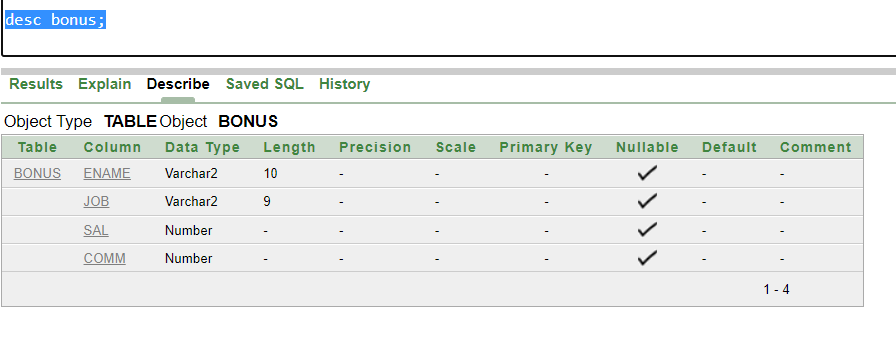 desc bonus;
Results Explain Describe Saved SQL History
Object Type TABLE Object BONUS
Table Column Data Type Length Precision Scale Primary Key Nullable Default Comment
BONUS ENAME Varchar2 10 - - - ✓ - -
JOB Varchar2 9 - - - ✓ - -
SAL Number - - - - ✓ - -
COMM Number - - - - ✓ - -
1 - 4